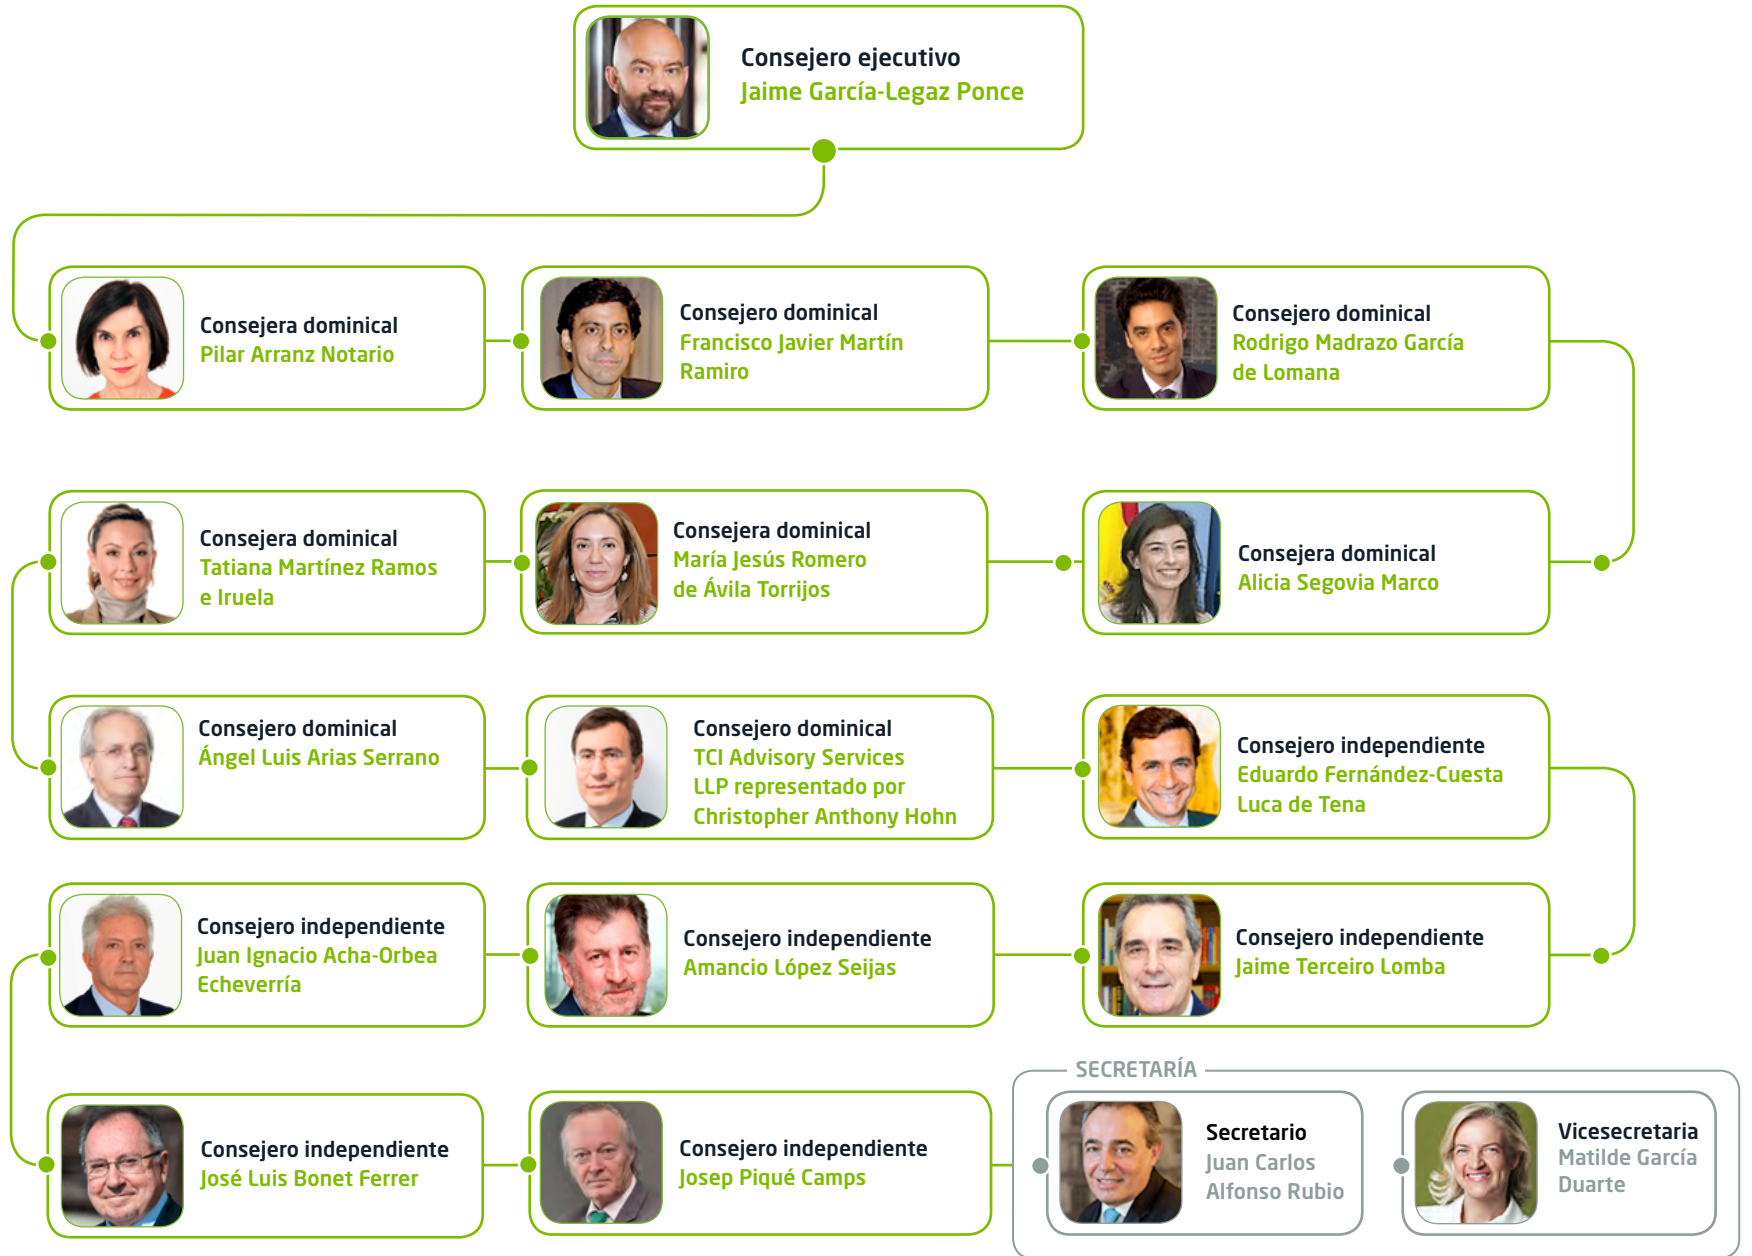 Consejero ejecutivo
Jaime García-Legaz Ponce
Consejera dominical
Pilar Arranz Notario
Consejero dominical
Francisco Javier Martín
Ramiro
Consejero dominical
Rodrigo Madrazo García
de Lomana
Consejera dominical
Tatiana Martínez Ramos
e Iruela
Consejera dominical
María Jesús Romero
de Ávila Torrijos
Consejera dominical
Alicia Segovia Marco
Consejero dominical
Ángel Luis Arias Serrano
Consejero dominical
TCI Advisory Services
LLP representado por
Christopher Anthony Hohn
Consejero independiente
Eduardo Fernández-Cuesta
Luca de Tena
Consejero independiente
Juan Ignacio Acha-Orbea
Echeverría
Consejero independiente
Amancio López Seijas
Consejero independiente
Jaime Terceiro Lomba
Consejero independiente
José Luis Bonet Ferrer
Consejero independiente
Josep Piqué Camps
SECRETARÍA
Secretario
Juan Carlos
Alfonso Rubio
Vicesecretaria
Matilde García
Duarte